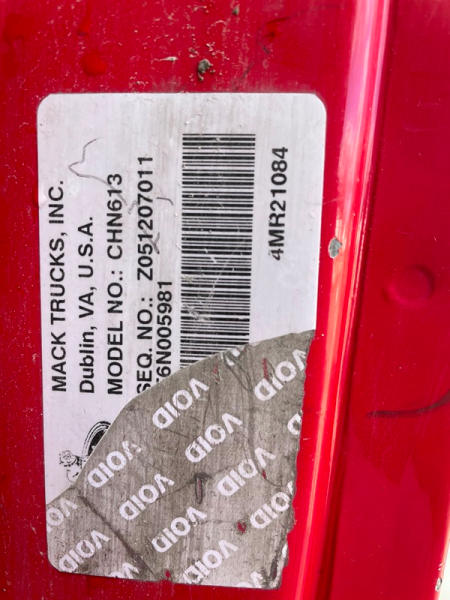 MACK TRUCKS, INC.
Dublin, VA, U.S.A.
MODEL NO.: CHN613
SEQ. NO.: Z051207011
6N005981
4MR21084
VOID VOID VOID
VOID VOID VOID
VOID VOID VOID
VOID VOID VOID
VOID VOID